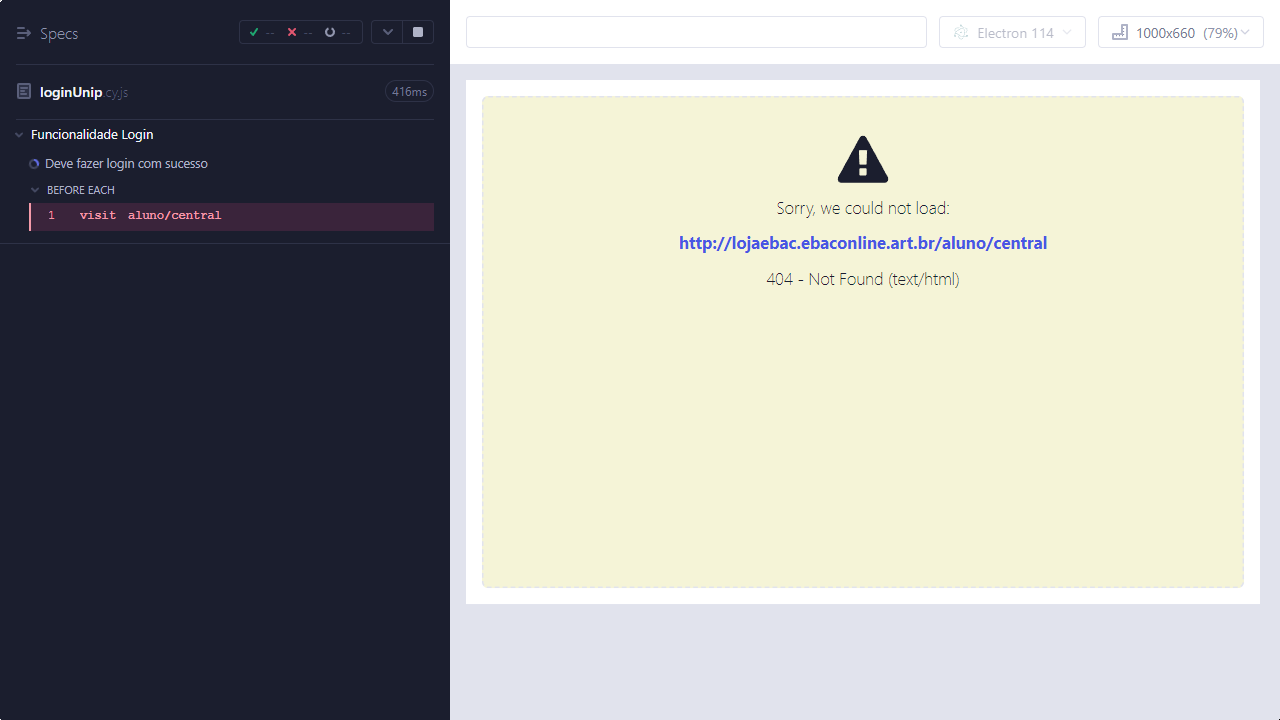 Specs
-- -- --
loginUnip.cy.js
416ms
Funcionalidade Login
Deve fazer login com sucesso
BEFORE EACH
1 visit aluno/central
Electron 114
1000x660 (79%)
Sorry, we could not load:
http://lojaebac.ebaconline.art.br/aluno/central
404 - Not Found (text/html)